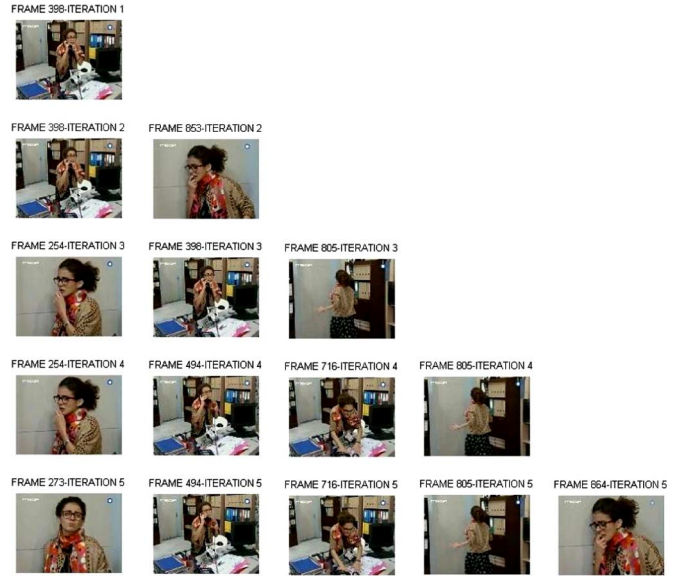 FRAME 398-ITERATION 1
FRAME 398-ITERATION 2 FRAME 853-ITERATION 2
FRAME 254-ITERATION 3 FRAME 398-ITERATION 3 FRAME 805-ITERATION 3
FRAME 254-ITERATION 4 FRAME 494-ITERATION 4 FRAME 716-ITERATION 4 FRAME 805-ITERATION 4
FRAME 273-ITERATION 5 FRAME 494-ITERATION 5 FRAME 716-ITERATION 5 FRAME 805-ITERATION 5 FRAME 864-ITERATION 5